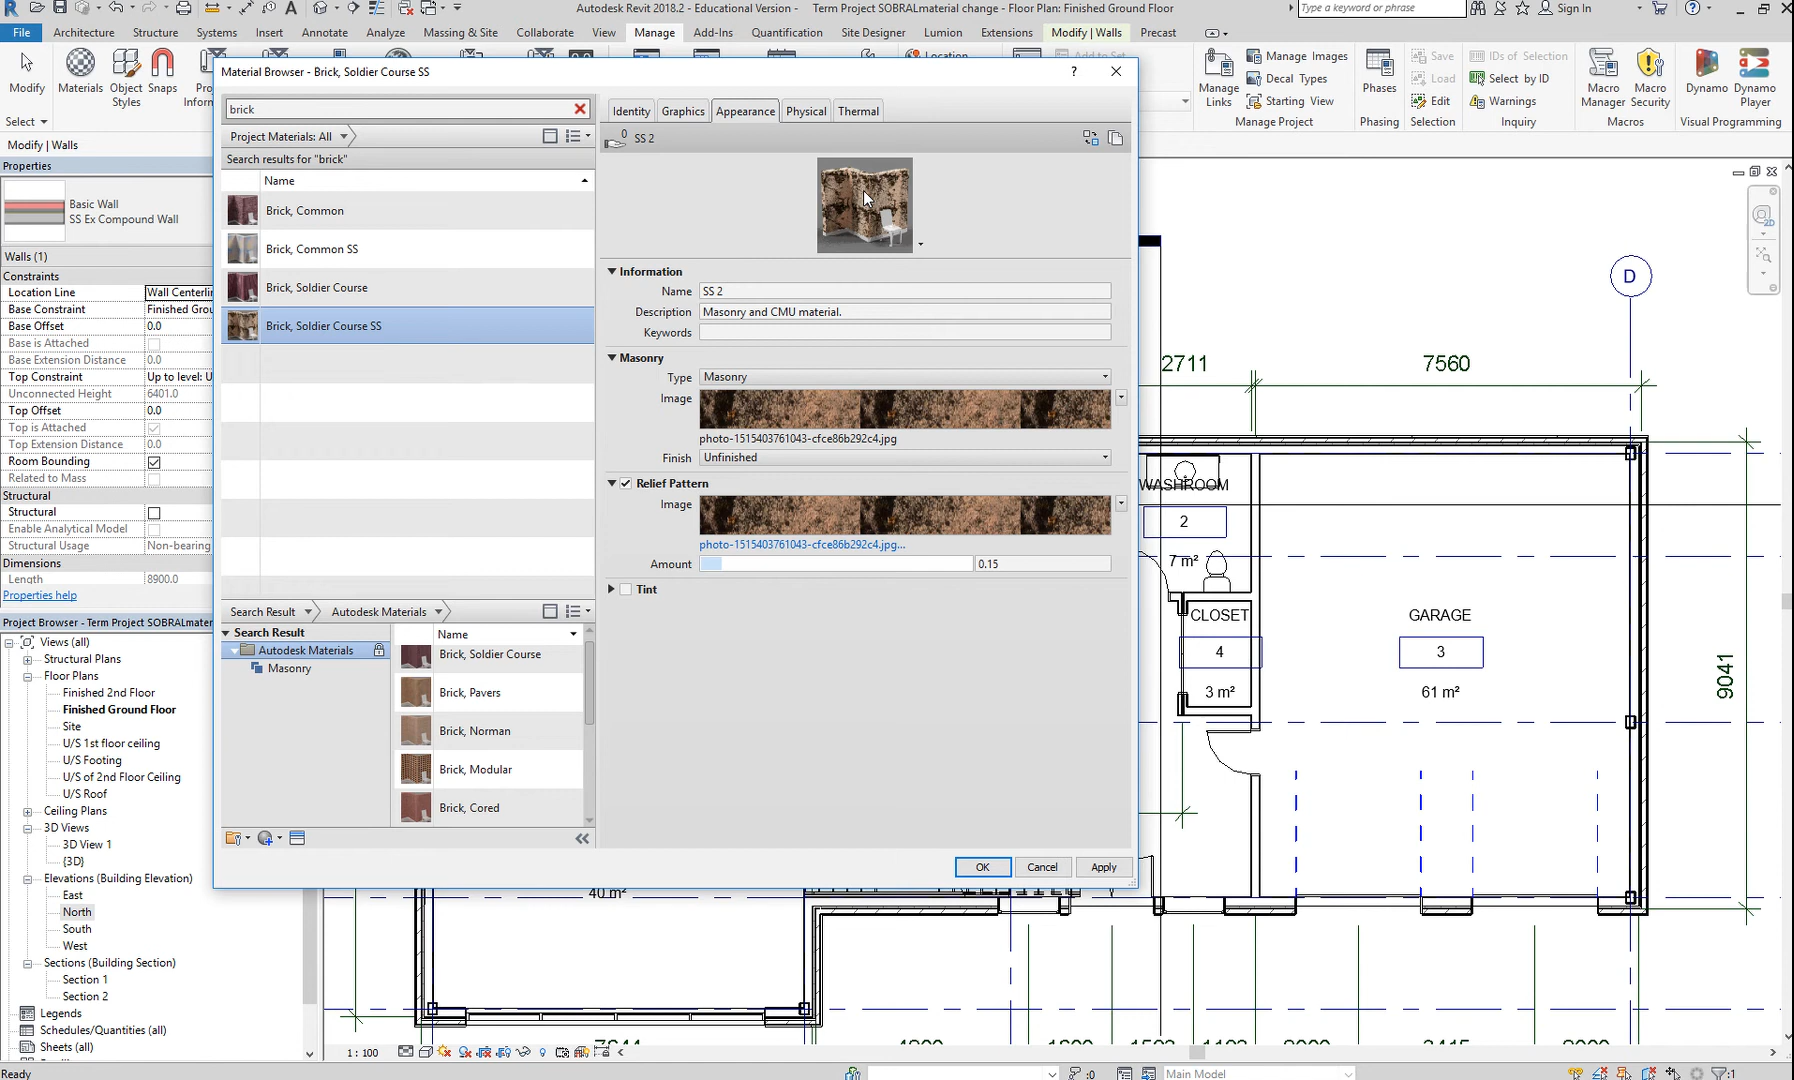 Autodesk Revit 2018.2 - Educational Version - Term Project SOBRALmaterial change - Floor Plan: Finished Ground Floor
Type a keyword or phrase
Sign In
File Architecture Structure Systems Insert Annotate Analyze Massing & Site Collaborate View Manage Add-Ins Quantification Site Designer Lumion Extensions Modify | Walls Precast
Modify
Materials
Object Styles
Snaps
Select
Manage Links
Manage Images
Decal Types
Starting View
Manage Project
Phases
Phasing
Save
Load
Edit
Selection
IDs of Selection
Select by ID
Warnings
Inquiry
Macro Manager
Macro Security
Macros
Dynamo
Dynamo Player
Visual Programming
Modify | Walls
Properties
Basic Wall
SS Ex Compound Wall
Walls (1)
Constraints
Location Line Wall Centerlin
Base Constraint Finished Grou
Base Offset 0.0
Base is Attached
Base Extension Distance 0.0
Top Constraint Up to level: U
Unconnected Height 6401.0
Top Offset 0.0
Top is Attached
Top Extension Distance 0.0
Room Bounding
Related to Mass
Structural
Structural
Enable Analytical Model
Structural Usage Non-bearing
Dimensions
Length 8900.0
Properties help
Project Browser - Term Project SOBRALmater
Views (all)
Structural Plans
Floor Plans
Finished 2nd Floor
Finished Ground Floor
Site
U/S 1st floor ceiling
U/S Footing
U/S of 2nd Floor Ceiling
U/S Roof
Ceiling Plans
3D Views
3D View 1
{3D}
Elevations (Building Elevation)
East
North
South
West
Sections (Building Section)
Section 1
Section 2
Legends
Schedules/Quantities (all)
Sheets (all)
Material Browser - Brick, Soldier Course SS
?
brick
Project Materials: All
Search results for "brick"
Name
Brick, Common
Brick, Common SS
Brick, Soldier Course
Brick, Soldier Course SS
Search Result Autodesk Materials
Search Result
Autodesk Materials
Masonry
Name
Brick, Soldier Course
Brick, Pavers
Brick, Norman
Brick, Modular
Brick, Cored
Identity Graphics Appearance Physical Thermal
0
SS 2
Information
Name SS 2
Description Masonry and CMU material.
Keywords
Masonry
Type Masonry
Image
photo-1515403761043-cfce86b292c4.jpg
Finish Unfinished
Relief Pattern
Image
photo-1515403761043-cfce86b292c4.jpg...
Amount 0.15
Tint
OK Cancel Apply
D
2711
7560
WASHROOM
2
7 m²
CLOSET
4
3 m²
GARAGE
3
61 m²
9041
40 m²
1 : 100
Ready
:0
Main Model
:1